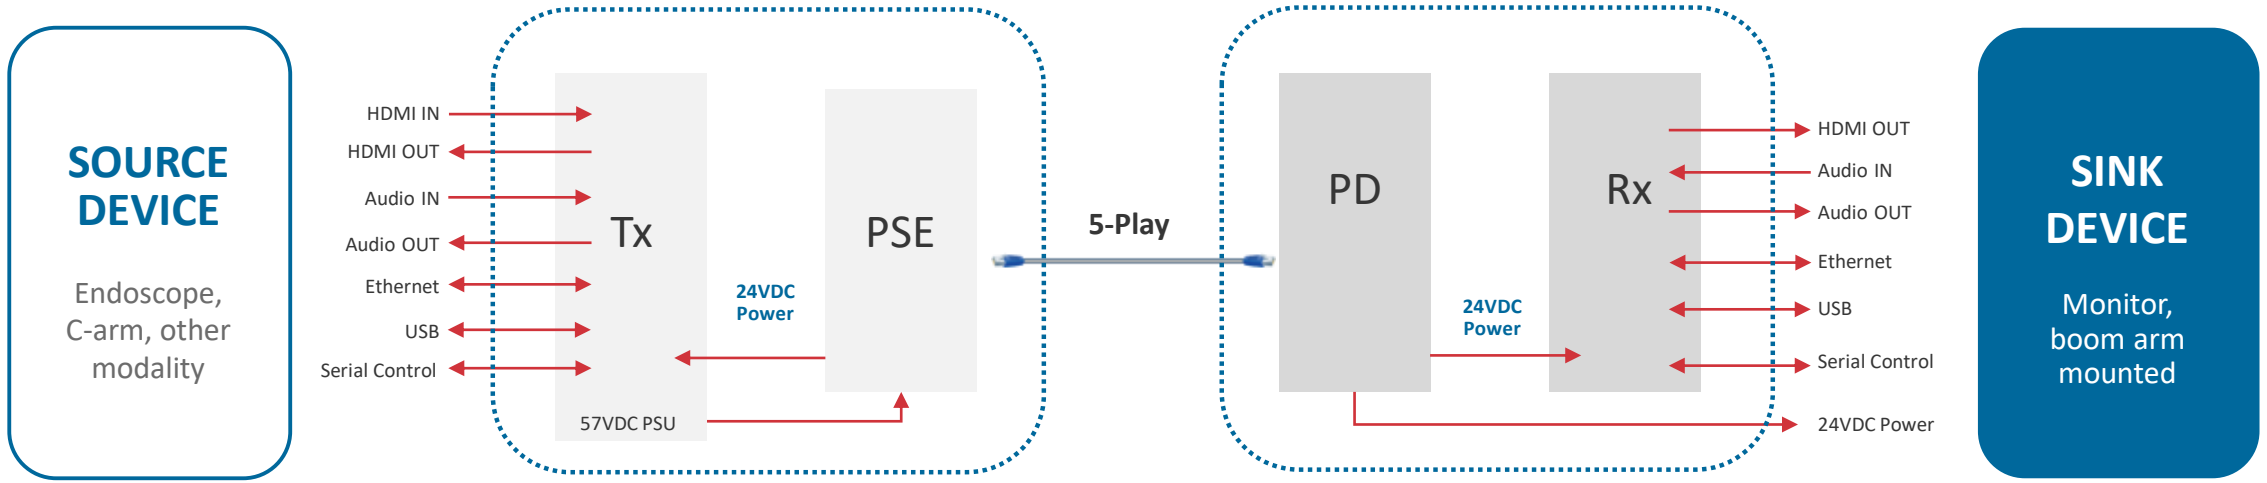 SOURCE
DEVICE
Endoscope,
C-arm, other
modality
HDMI IN
HDMI OUT
Audio IN
Audio OUT
Ethernet
USB
Serial Control
Tx
57VDC PSU
24VDC
Power
PSE
5-Play
PD
24VDC
Power
Rx
HDMI OUT
Audio IN
Audio OUT
Ethernet
USB
Serial Control
24VDC Power
SINK
DEVICE
Monitor,
boom arm
mounted